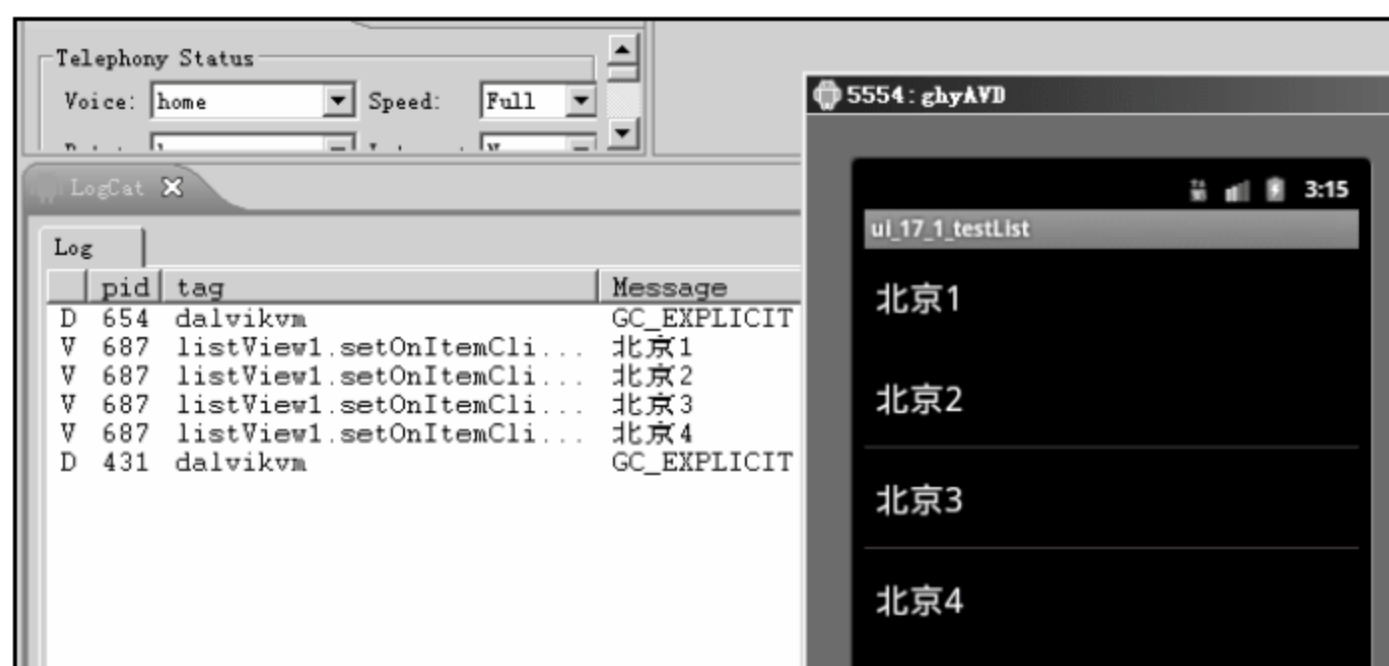 Telephony Status
Voice: home Speed: Full
LogCat
Log
pid tag Message
D 654 dalvikvm GC_EXPLICIT
V 687 listView1.setOnItemCli... 北京1
V 687 listView1.setOnItemCli... 北京2
V 687 listView1.setOnItemCli... 北京3
V 687 listView1.setOnItemCli... 北京4
D 431 dalvikvm GC_EXPLICIT
5554:ghyAVD
3:15
ui_17_1_testList
北京1
北京2
北京3
北京4